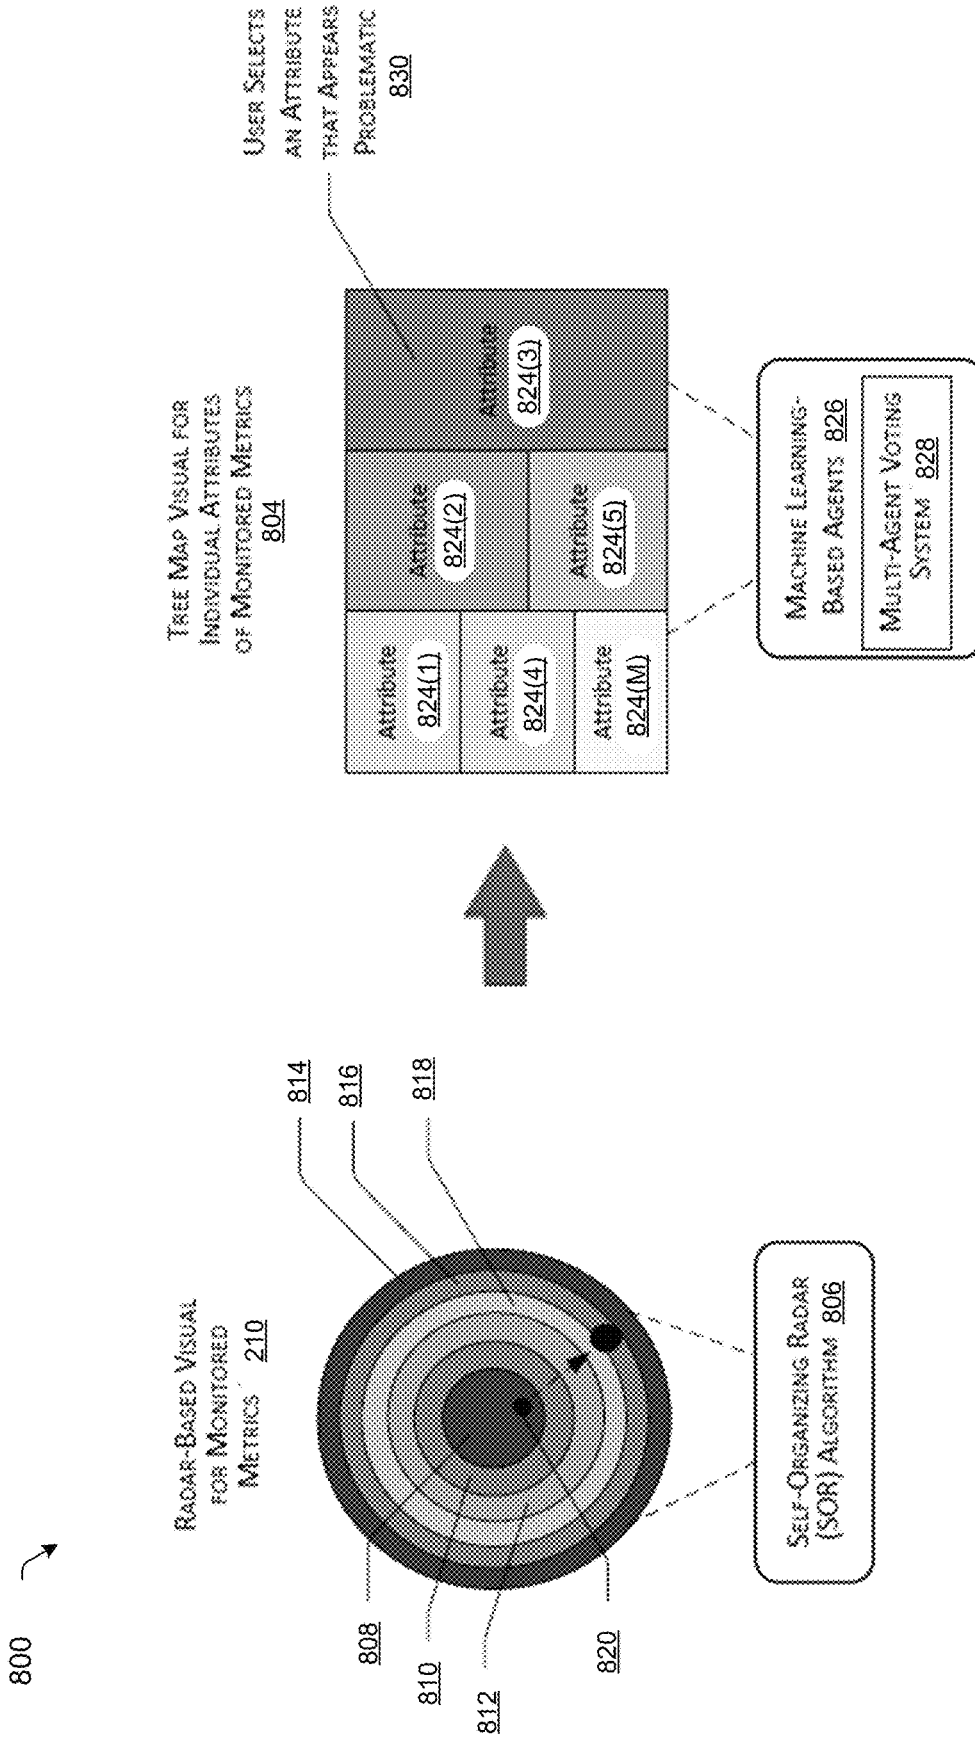 800
RADAR-BASED VISUAL
FOR MONITORED
METRICS 210
808
810
812
814
816
818
820
SELF-ORGANIZING RADAR
(SOR) ALGORITHM 806
TREE MAP VISUAL FOR
INDIVIDUAL ATTRIBUTES
OF MONITORED METRICS
804
Attribute
824(1)
Attribute
824(2)
Attribute
824(3)
Attribute
824(4)
Attribute
824(5)
Attribute
824(M)
USER SELECTS
AN ATTRIBUTE
THAT APPEARS
PROBLEMATIC
830
MACHINE LEARNING-
BASED AGENTS 826
MULTI-AGENT VOTING
SYSTEM 828